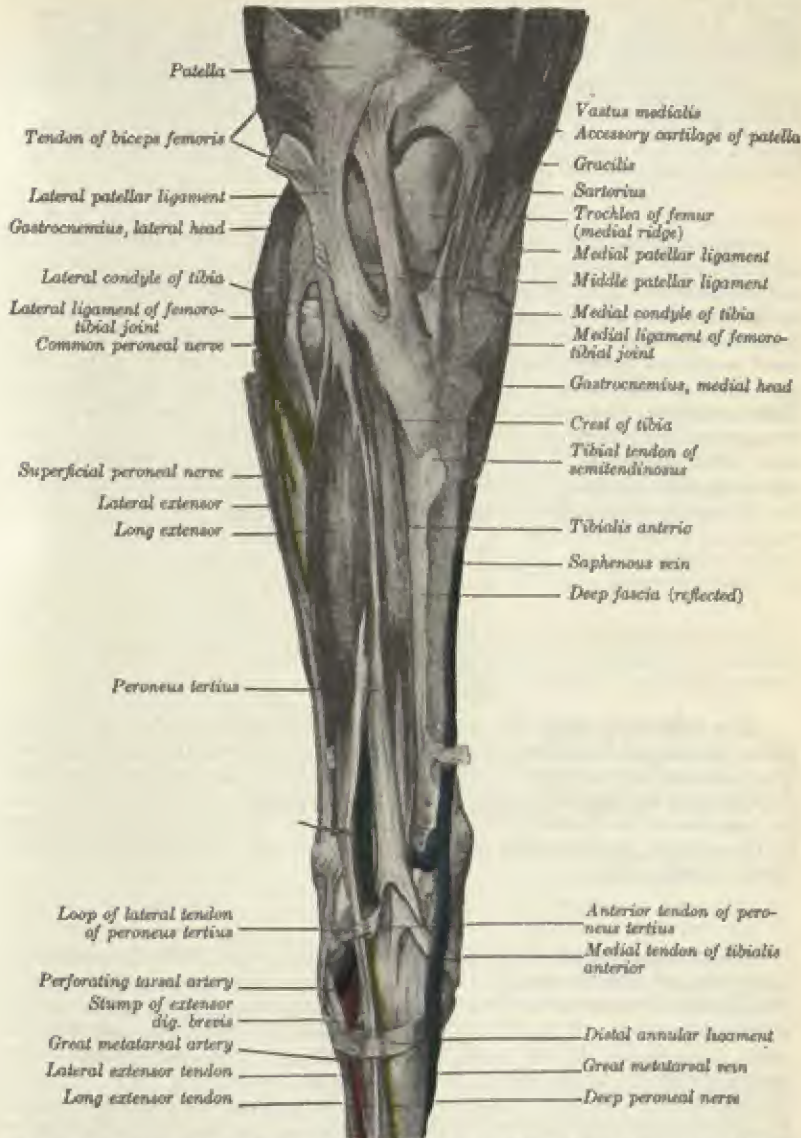 Patella
Tendon of biceps femoris
Lateral patellar ligament
Gastrocnemius, lateral head
Lateral condyle of tibia
Lateral ligament of femoro-
tibial joint
Common peroneal nerve
Superficial peroneal nerve
Lateral extensor
Long extensor
Peroneus tertius
Loop of lateral tendon
of peroneus tertius
Perforating tarsal artery
Stump of extensor
dig. brevis
Great metatarsal artery
Lateral extensor tendon
Long extensor tendon
Vastus medialis
Accessory cartilage of patella
Gracilis
Sartorius
Trochlea of femur
(medial ridge)
Medial patellar ligament
Middle patellar ligament
Medial condyle of tibia
Medial ligament of femoro-
tibial joint
Gastrocnemius, medial head
Crest of tibia
Tibial tendon of
semitendinosus
Tibialis anterio
Saphenous vein
Deep fascia (reflected)
Anterior tendon of pero-
neus tertius
Medial tendon of tibialis
anterior
Distal annular ligament
Great metatarsal vein
Deep peroneal nerve